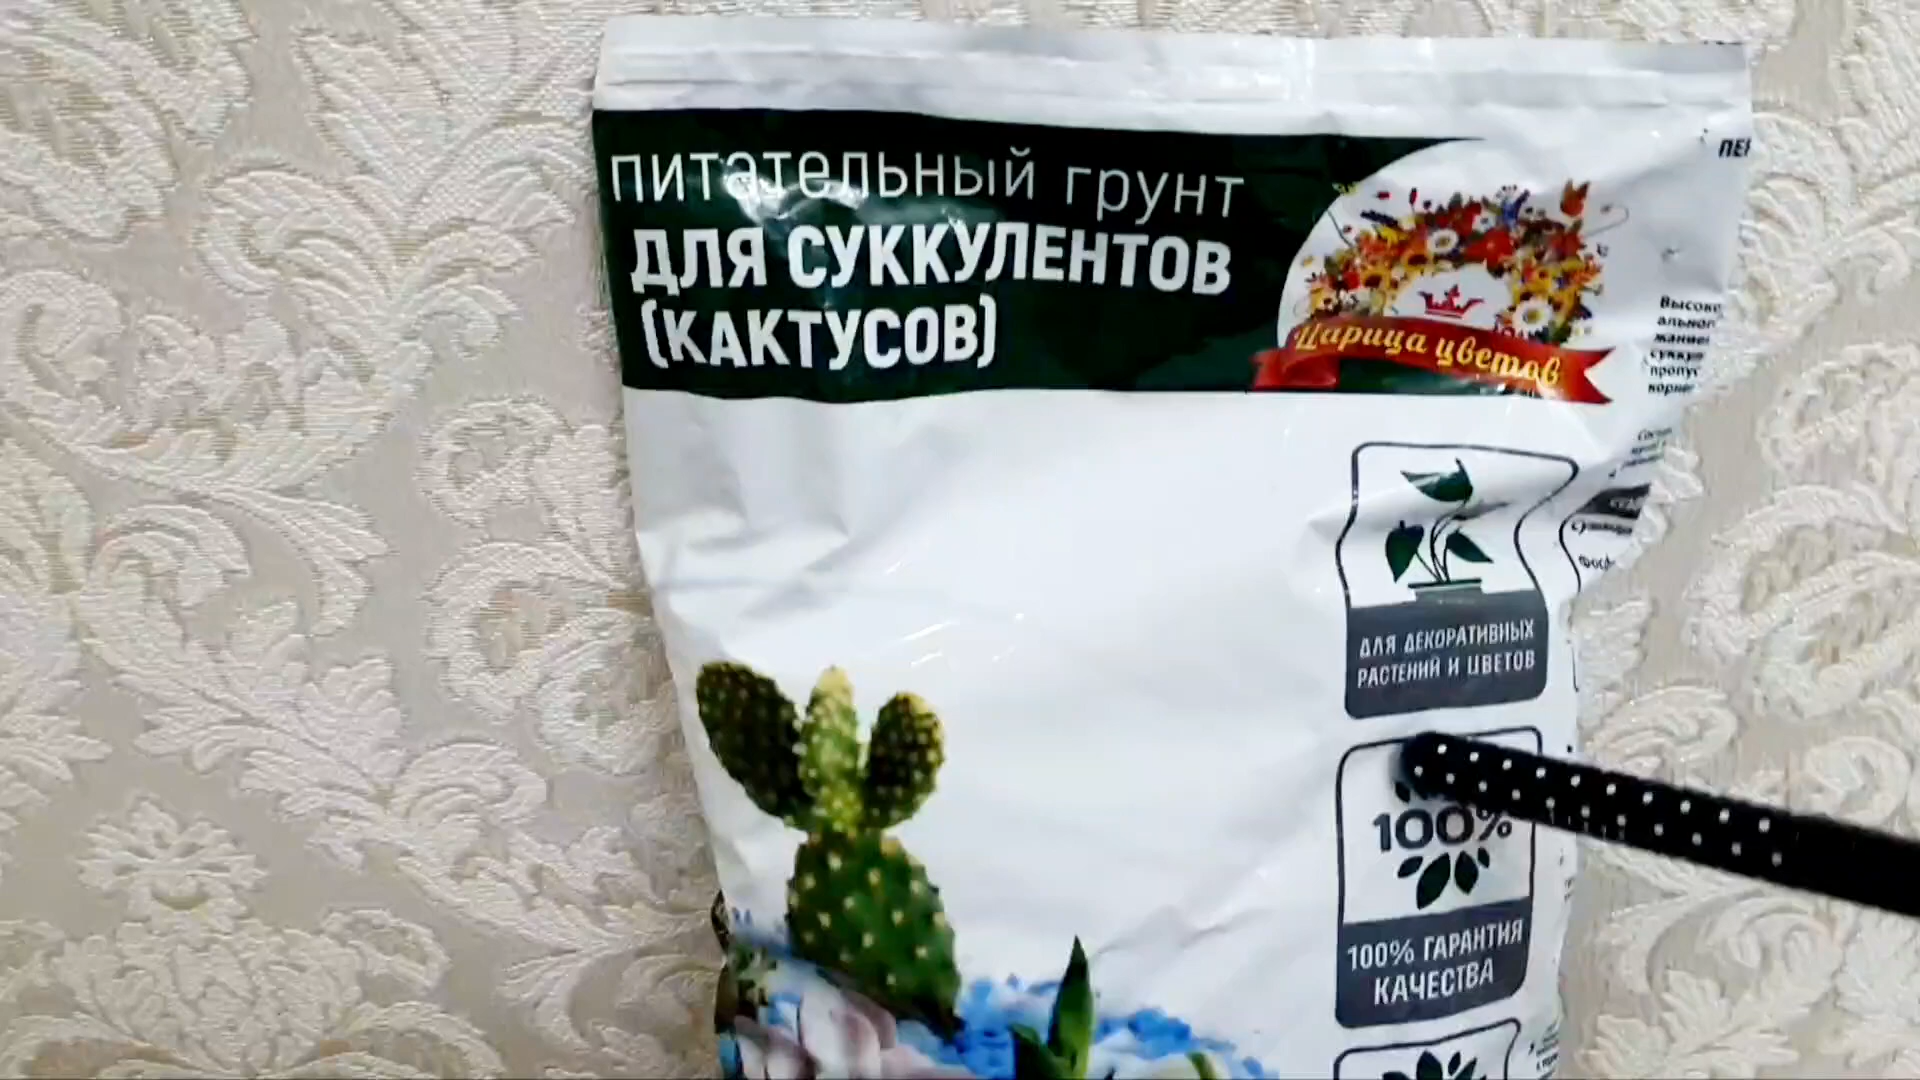 питательный грунт
ДЛЯ СУККУЛЕНТОВ
(КАКТУСОВ)
Царица цветов
ДЛЯ ДЕКОРАТИВНЫХ
РАСТЕНИЙ И ЦВЕТОВ
100%
100% ГАРАНТИЯ
КАЧЕСТВА